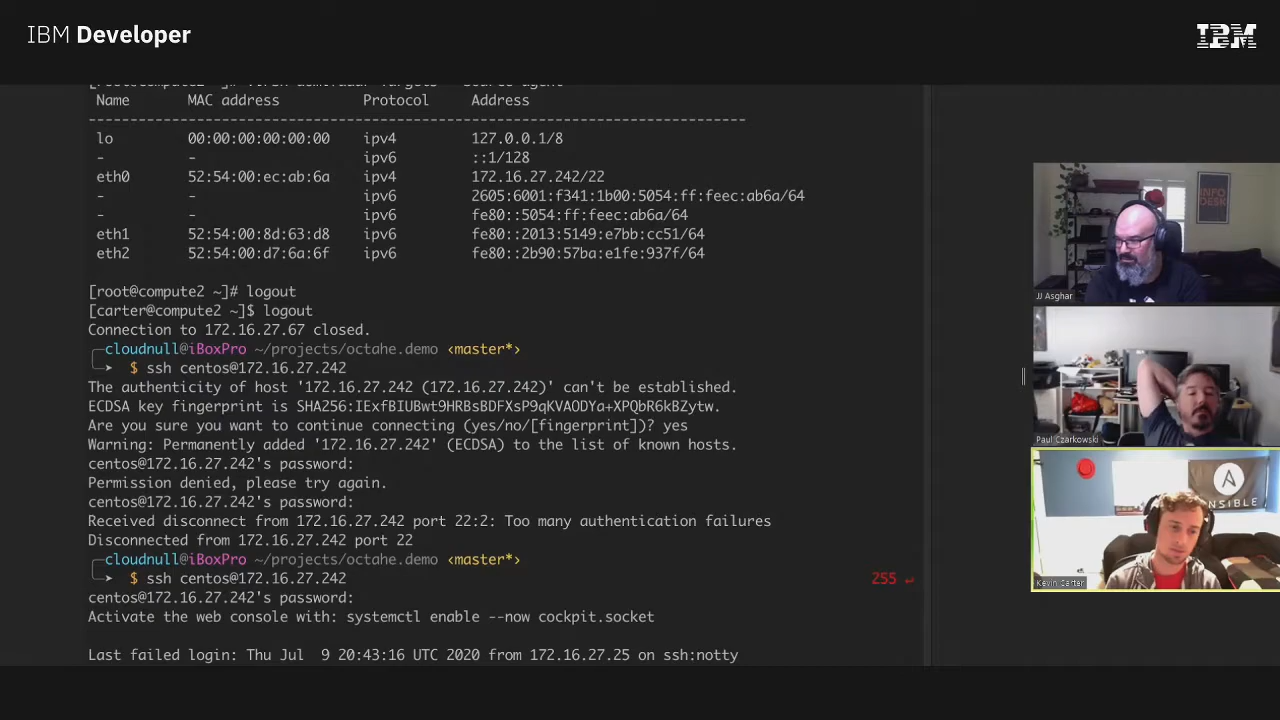 IBM Developer
IBM
Name MAC address Protocol Address
-------------------------------------------------------------------------------
lo 00:00:00:00:00:00 ipv4 127.0.0.1/8
- - ipv6 ::1/128
eth0 52:54:00:ec:ab:6a ipv4 172.16.27.242/22
- - ipv6 2605:6001:f341:1b00:5054:ff:feec:ab6a/64
- - ipv6 fe80::5054:ff:feec:ab6a/64
eth1 52:54:00:8d:63:d8 ipv6 fe80::2013:5149:e7bb:cc51/64
eth2 52:54:00:d7:6a:6f ipv6 fe80::2b90:57ba:e1fe:937f/64
[root@compute2 ~]# logout
[carter@compute2 ~]$ logout
Connection to 172.16.27.67 closed.
cloudnull@iBoxPro ~/projects/octahe.demo ‹master*›
$ ssh centos@172.16.27.242
The authenticity of host '172.16.27.242 (172.16.27.242)' can't be established.
ECDSA key fingerprint is SHA256:IExfBIUBwt9HRBsBDFXsP9qKVAODYa+XPQbR6kBZytw.
Are you sure you want to continue connecting (yes/no/[fingerprint])? yes
Warning: Permanently added '172.16.27.242' (ECDSA) to the list of known hosts.
centos@172.16.27.242's password:
Permission denied, please try again.
centos@172.16.27.242's password:
Received disconnect from 172.16.27.242 port 22:2: Too many authentication failures
Disconnected from 172.16.27.242 port 22
cloudnull@iBoxPro ~/projects/octahe.demo ‹master*›
$ ssh centos@172.16.27.242 255 ↵
centos@172.16.27.242's password:
Activate the web console with: systemctl enable --now cockpit.socket
Last failed login: Thu Jul  9 20:43:16 UTC 2020 from 172.16.27.25 on ssh:notty
INFO
DESK
JJ Asghar
Paul Czarkowski
A
NSIBLE
Kevin Carter